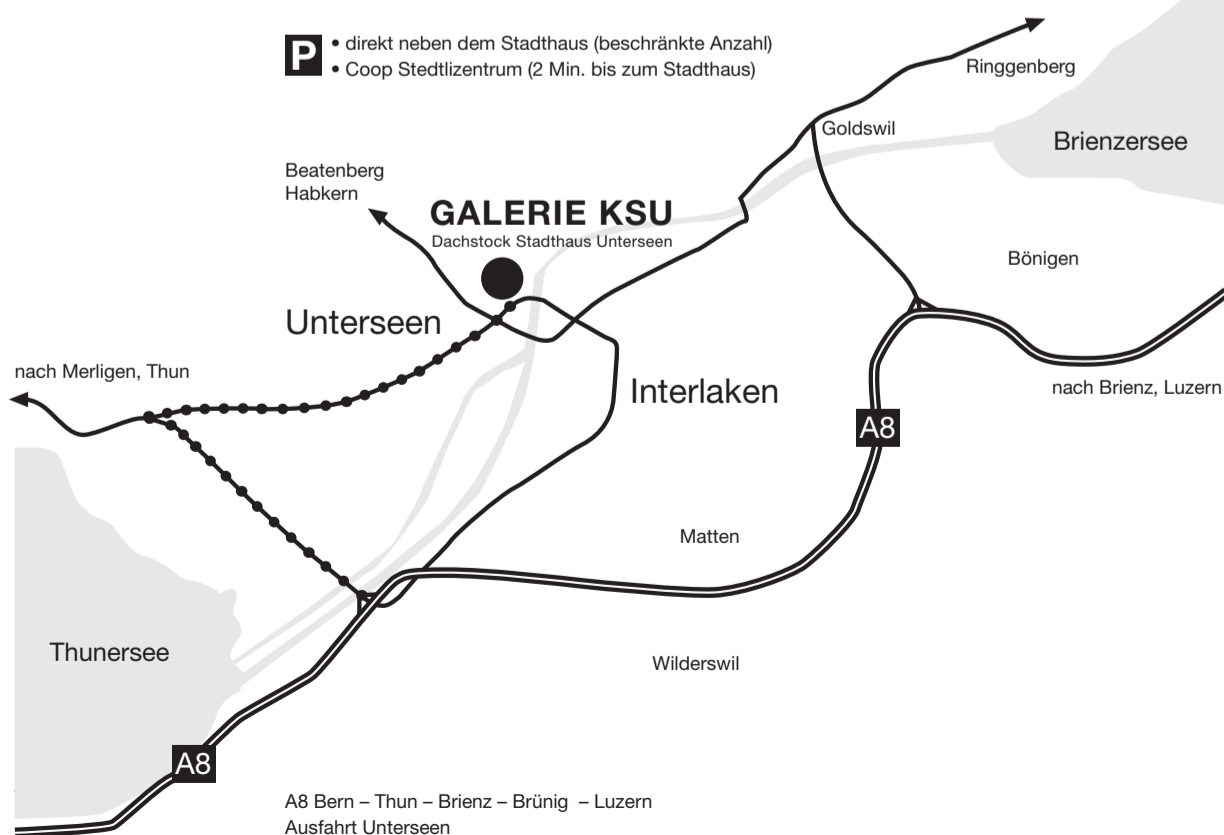 P
• direkt neben dem Stadthaus (beschränkte Anzahl)
• Coop Stedtlizentrum (2 Min. bis zum Stadthaus)
Ringgenberg
Goldswil
Brienzersee
Beatenberg
Habkern
GALERIE KSU
Dachstock Stadthaus Unterseen
Bönigen
Unterseen
nach Merligen, Thun
Interlaken
nach Brienz, Luzern
A8
Matten
Thunersee
Wilderswil
A8
A8 Bern – Thun – Brienz – Brünig – Luzern
Ausfahrt Unterseen